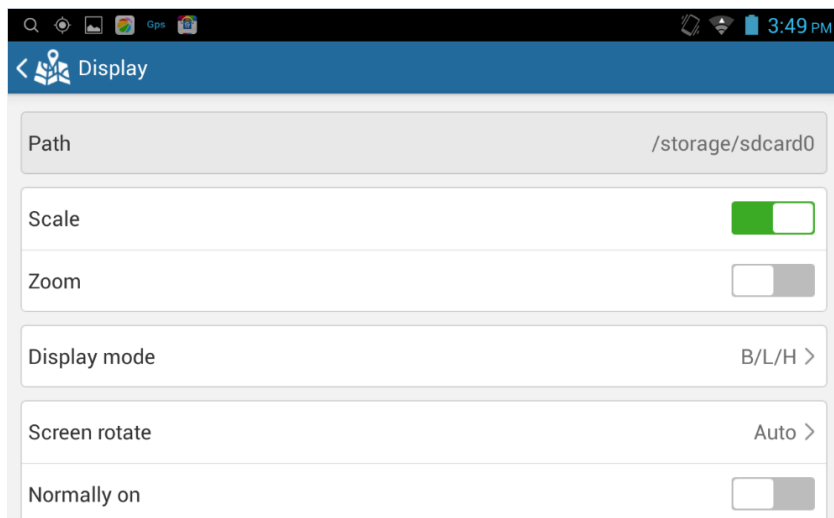 Gps 3:49 PM
Display
Path /storage/sdcard0
Scale
Zoom
Display mode B/L/H
Screen rotate Auto
Normally on